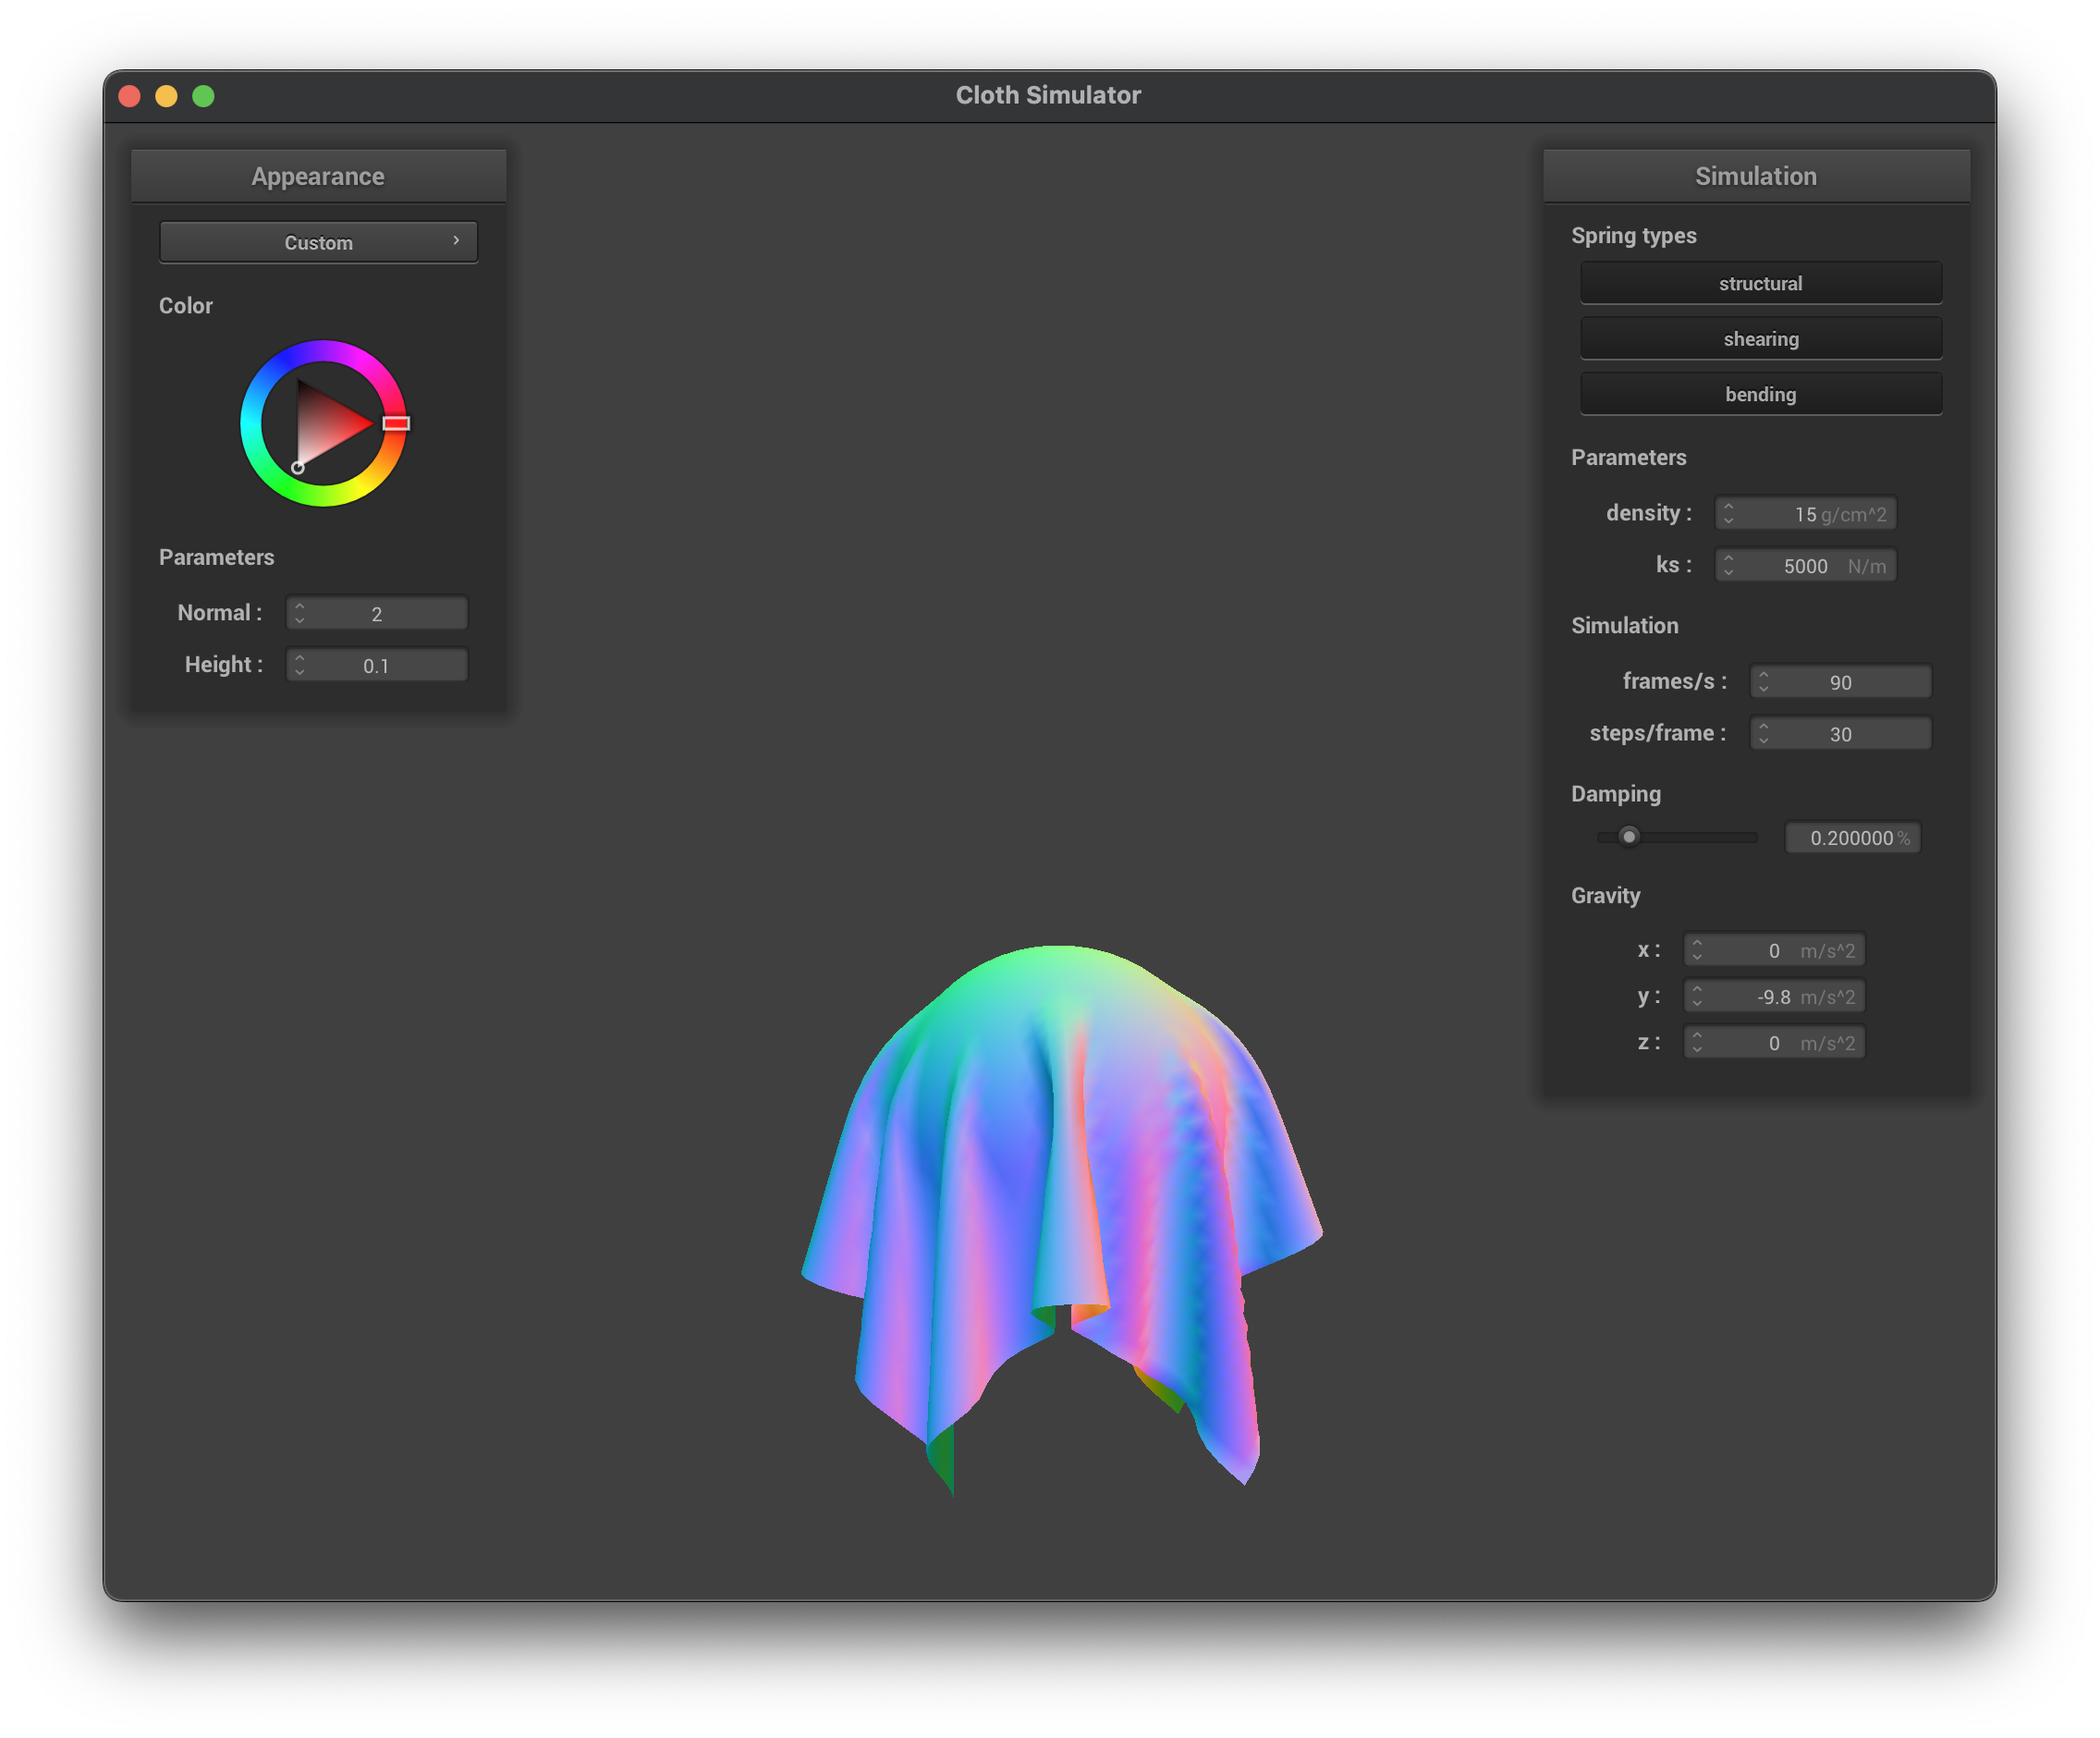 Cloth Simulator
Appearance
Custom
Color
Parameters
Normal :
2
Height :
0.1
Simulation
Spring types
structural
shearing
bending
Parameters
density :
15 g/cm^2
ks :
5000 N/m
Simulation
frames/s :
90
steps/frame :
30
Damping
0.200000 %
Gravity
x :
0 m/s^2
y :
-9.8 m/s^2
z :
0 m/s^2